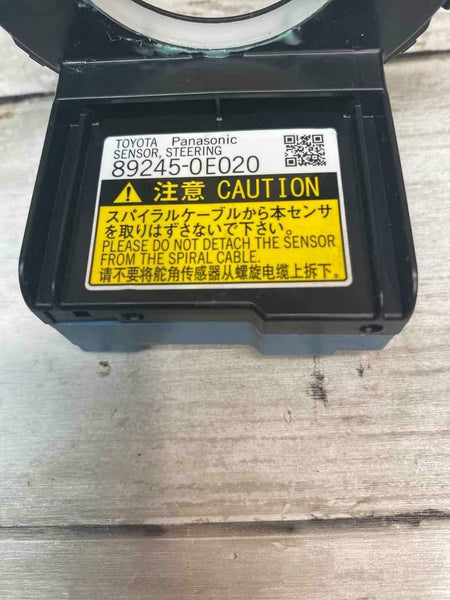 TOYOTA Panasonic
SENSOR, STEERING
89245-0E020
注意 CAUTION
スパイラルケーブルから本センサ
を取りはずさないで下さい。
PLEASE DO NOT DETACH THE SENSOR
FROM THE SPIRAL CABLE.
请不要将舵角传感器从螺旋电缆上拆下。